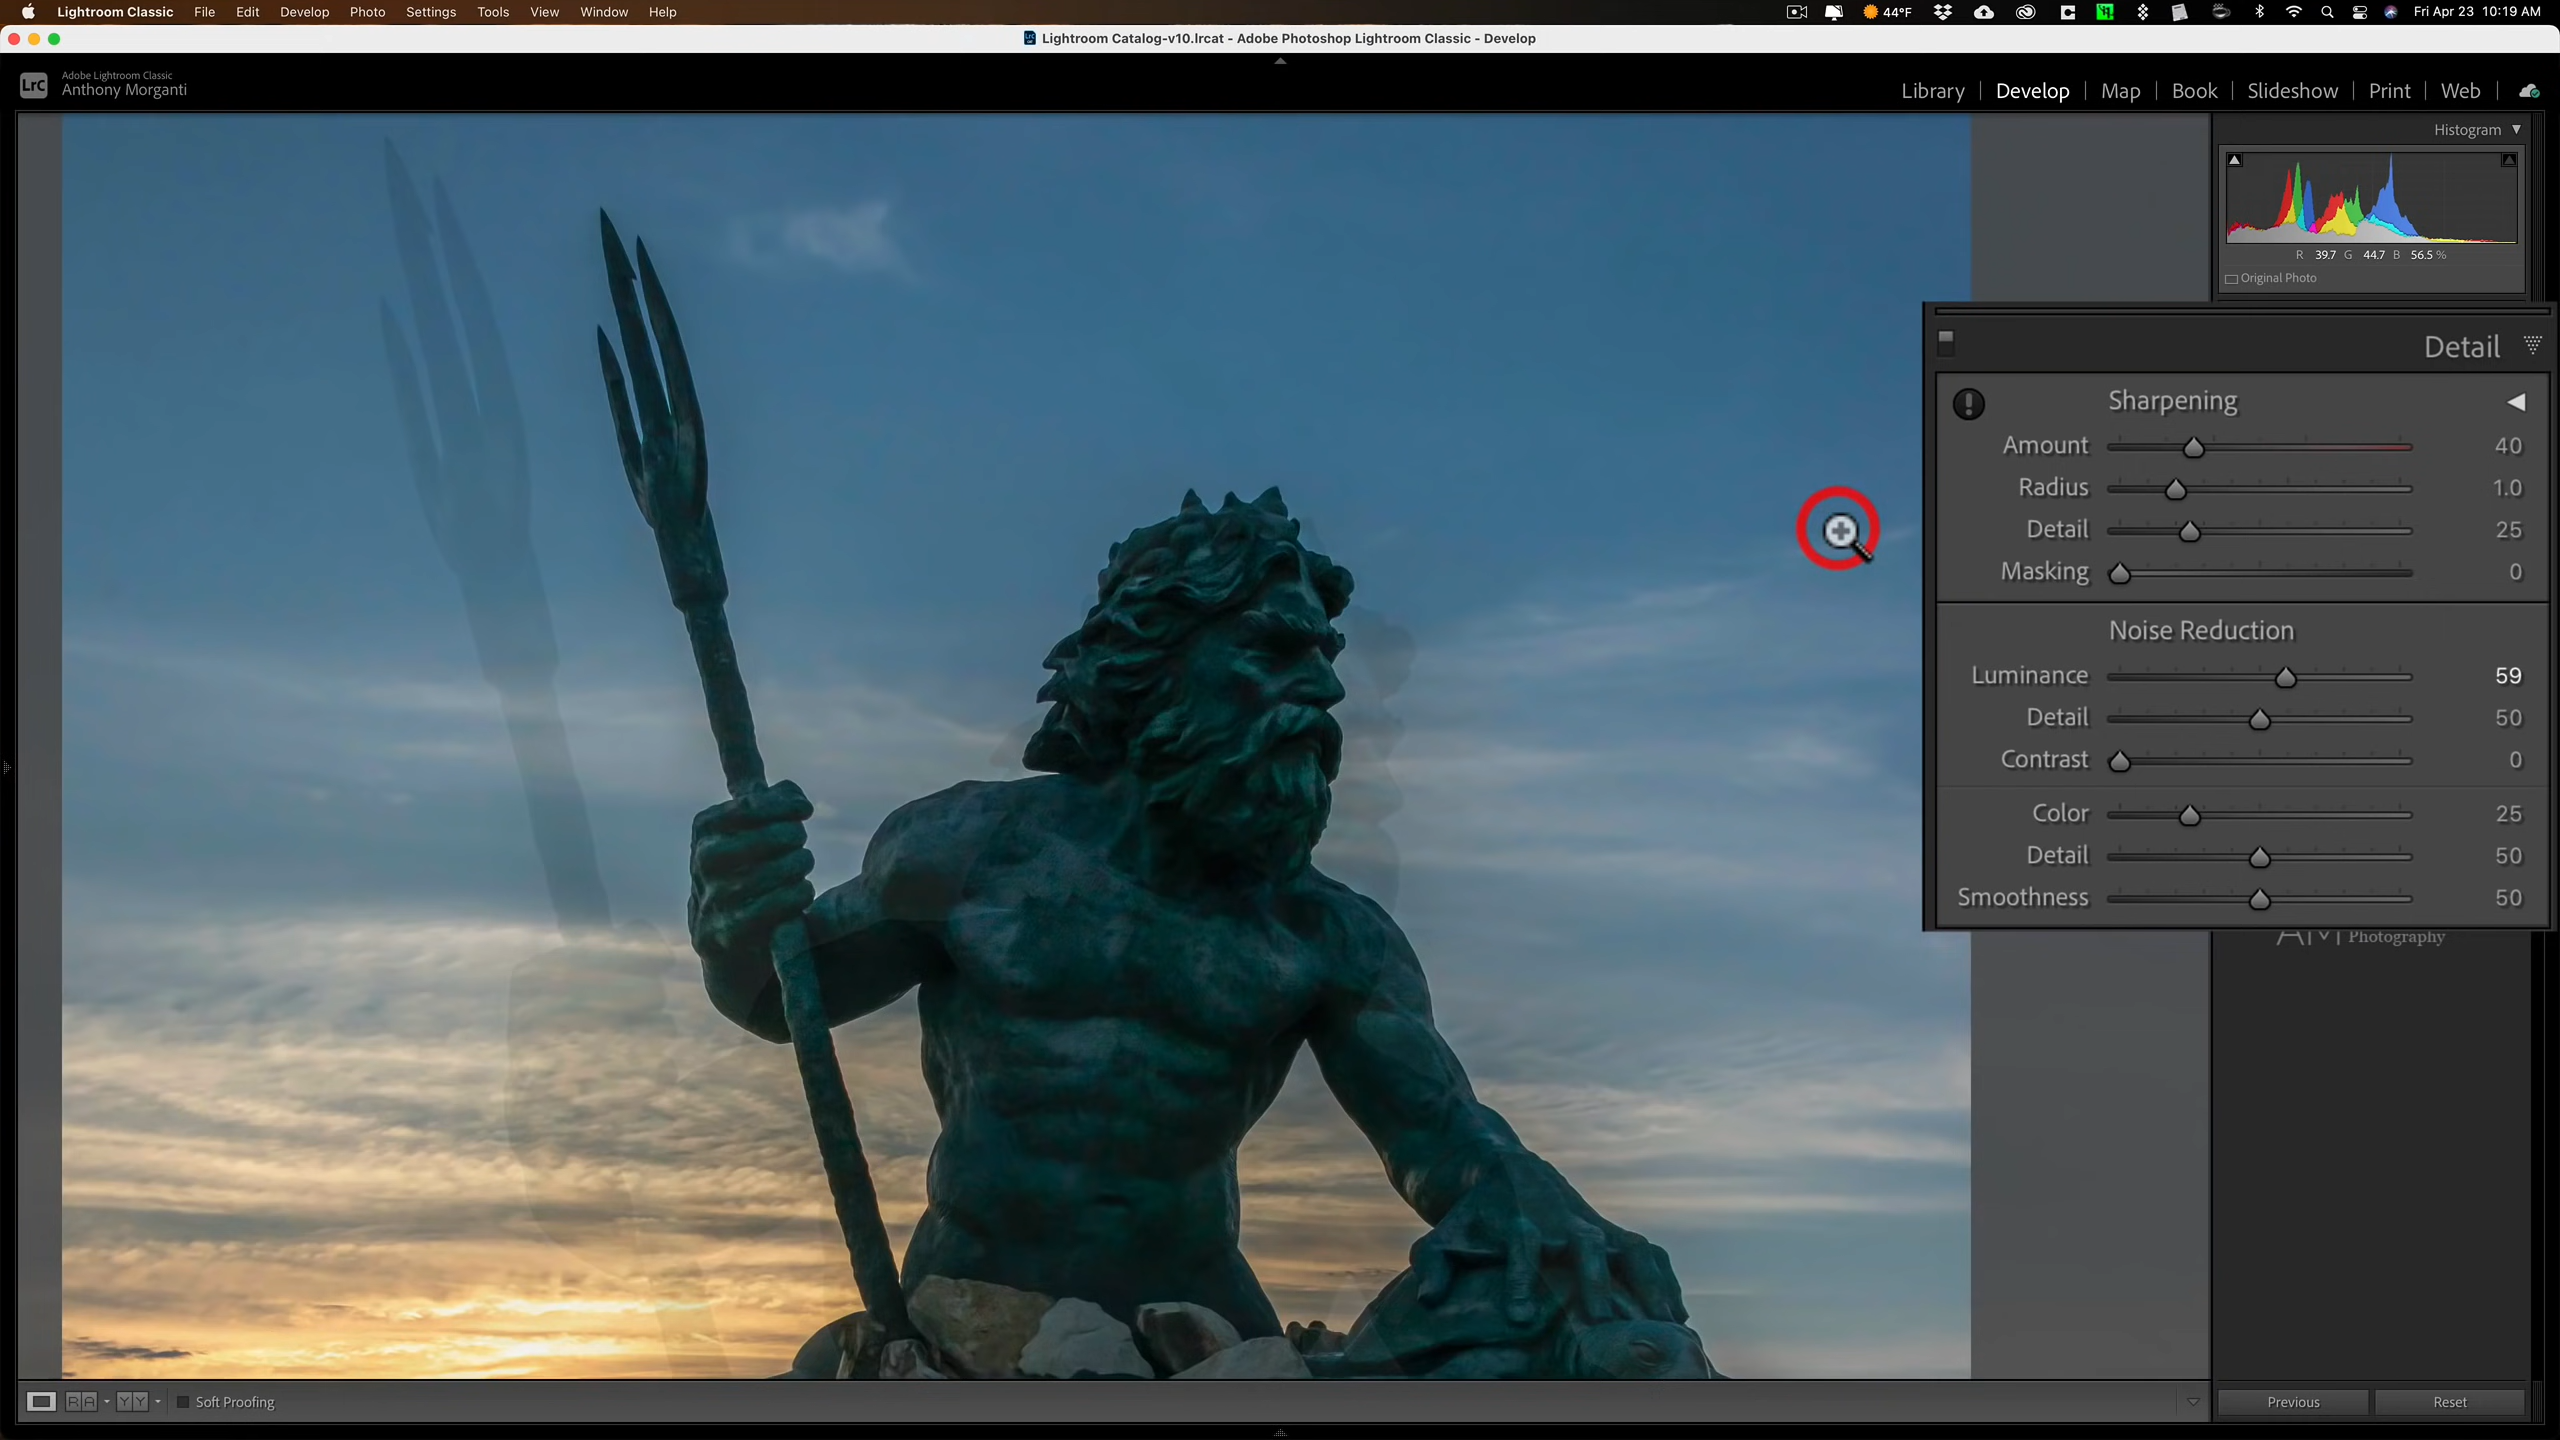 Lightroom Classic File Edit Develop Photo Settings Tools View Window Help 44°F Fri Apr 23 10:19 AM
Lightroom Catalog-v10.lrcat - Adobe Photoshop Lightroom Classic - Develop
LrC Adobe Lightroom Classic
Anthony Morganti
Library | Develop | Map | Book | Slideshow | Print | Web
Histogram
R 39.7 G 44.7 B 56.5 %
Original Photo
Detail
Sharpening
Amount 40
Radius 1.0
Detail 25
Masking 0
Noise Reduction
Luminance 59
Detail 50
Contrast 0
Color 25
Detail 50
Smoothness 50
Photography
R A Y Y Soft Proofing
Previous Reset